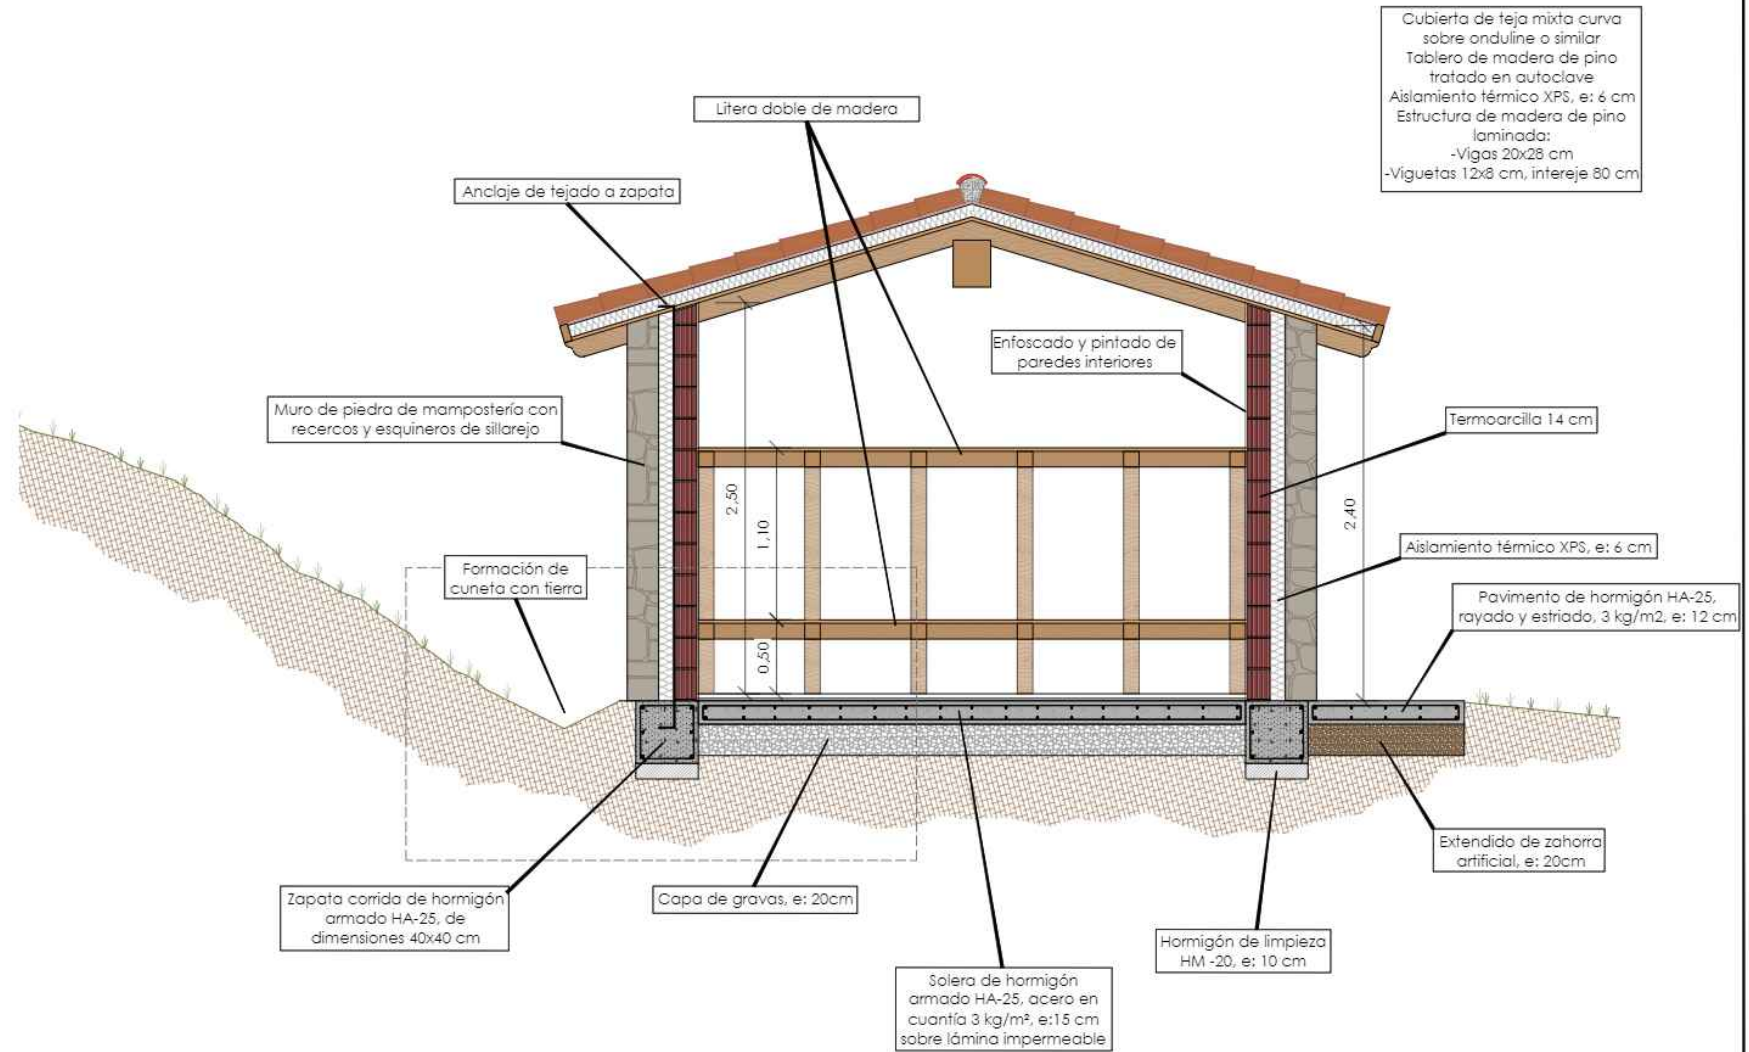 Cubierta de teja mixta curva
sobre onduline o similar
Tablero de madera de pino
tratado en autoclave
Aislamiento térmico XPS, e: 6 cm
Estructura de madera de pino
laminada:
-Vigas 20x28 cm
-Viguetas 12x8 cm, intereje 80 cm
Litera doble de madera
Anclaje de tejado a zapata
Enfoscado y pintado de
paredes interiores
Muro de piedra de mampostería con
recercos y esquineros de sillarejo
Termoarcilla 14 cm
2,50
1,10
0,50
2,40
Aislamiento térmico XPS, e: 6 cm
Formación de
cuneta con tierra
Pavimento de hormigón HA-25,
rayado y estriado, 3 kg/m2, e: 12 cm
Extendido de zahorra
artificial, e: 20cm
Zapata corrida de hormigón
armado HA-25, de
dimensiones 40x40 cm
Capa de gravas, e: 20cm
Hormigón de limpieza
HM -20, e: 10 cm
Solera de hormigón
armado HA-25, acero en
cuantía 3 kg/m², e:15 cm
sobre lámina impermeable